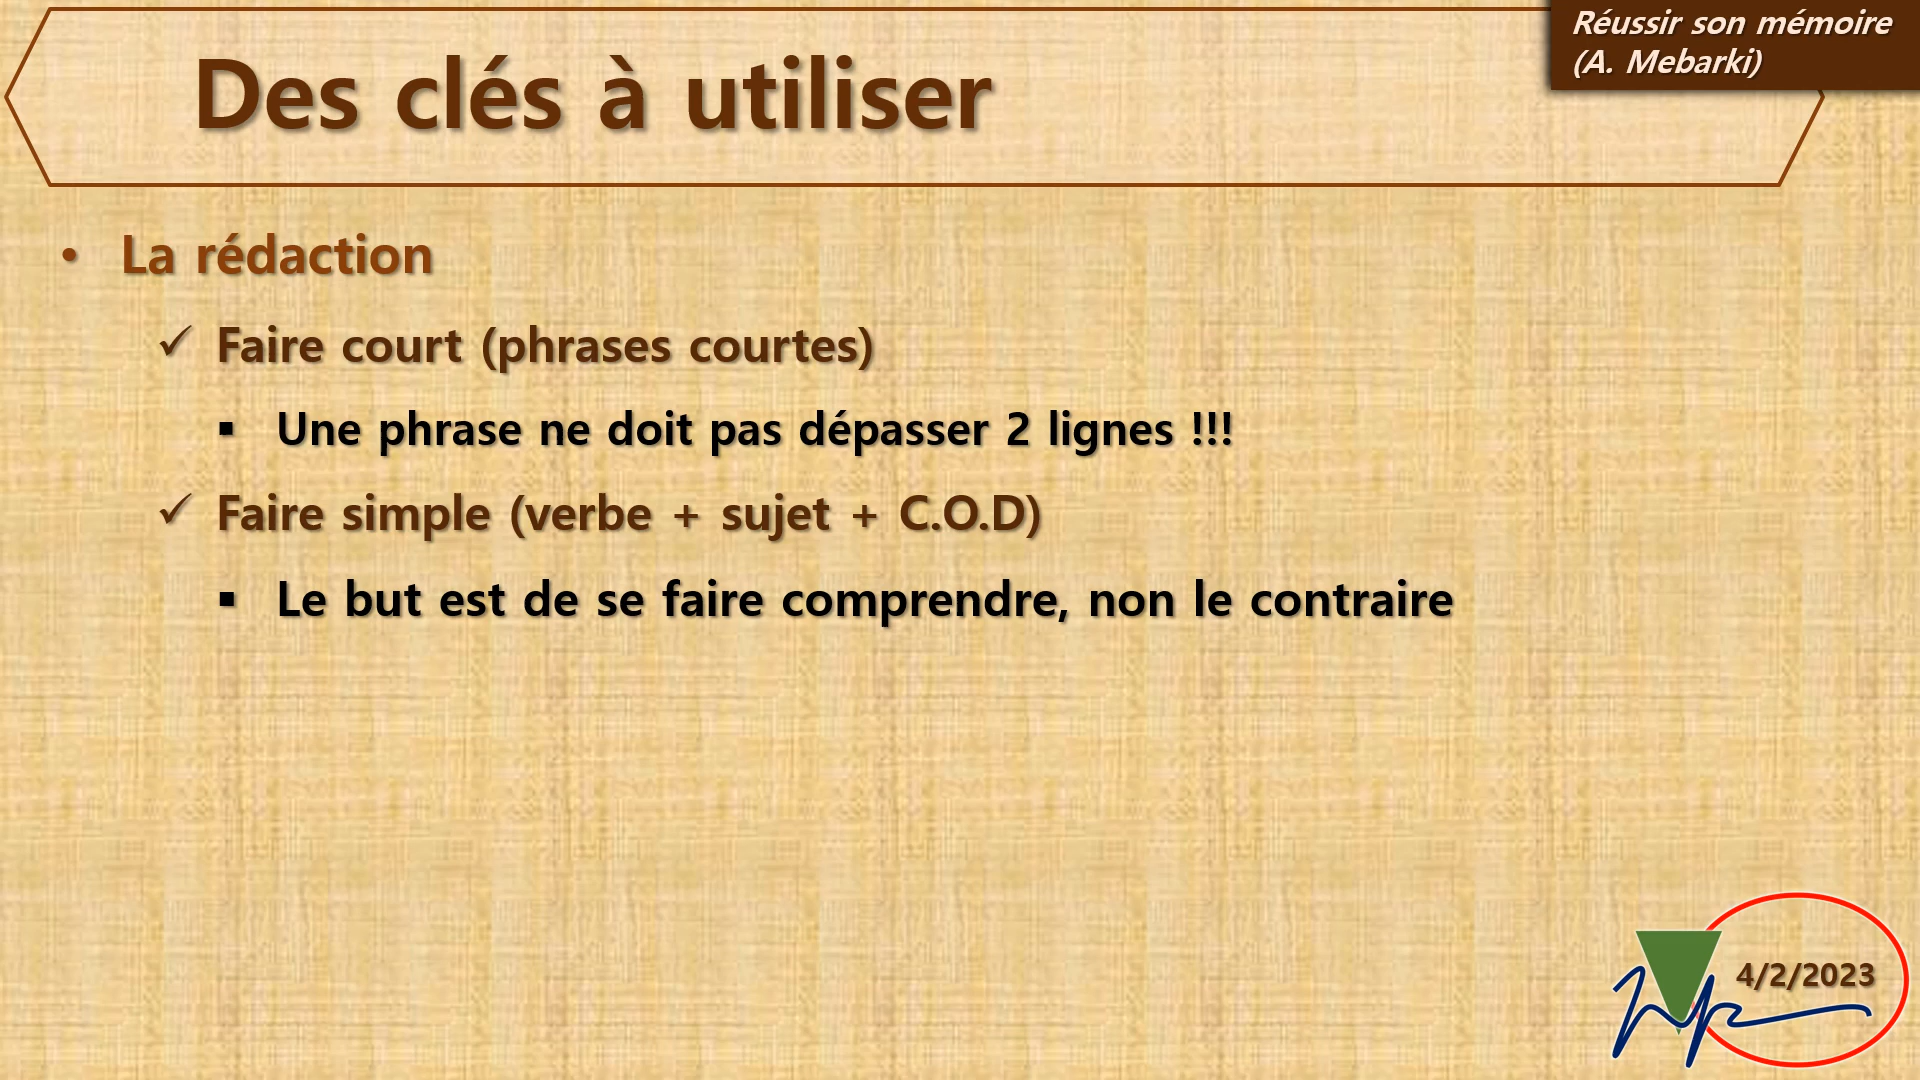 Réussir son mémoire
(A. Mebarki)
Des clés à utiliser
• La rédaction
✓ Faire court (phrases courtes)
▪ Une phrase ne doit pas dépasser 2 lignes !!!
✓ Faire simple (verbe + sujet + C.O.D)
▪ Le but est de se faire comprendre, non le contraire
4/2/2023